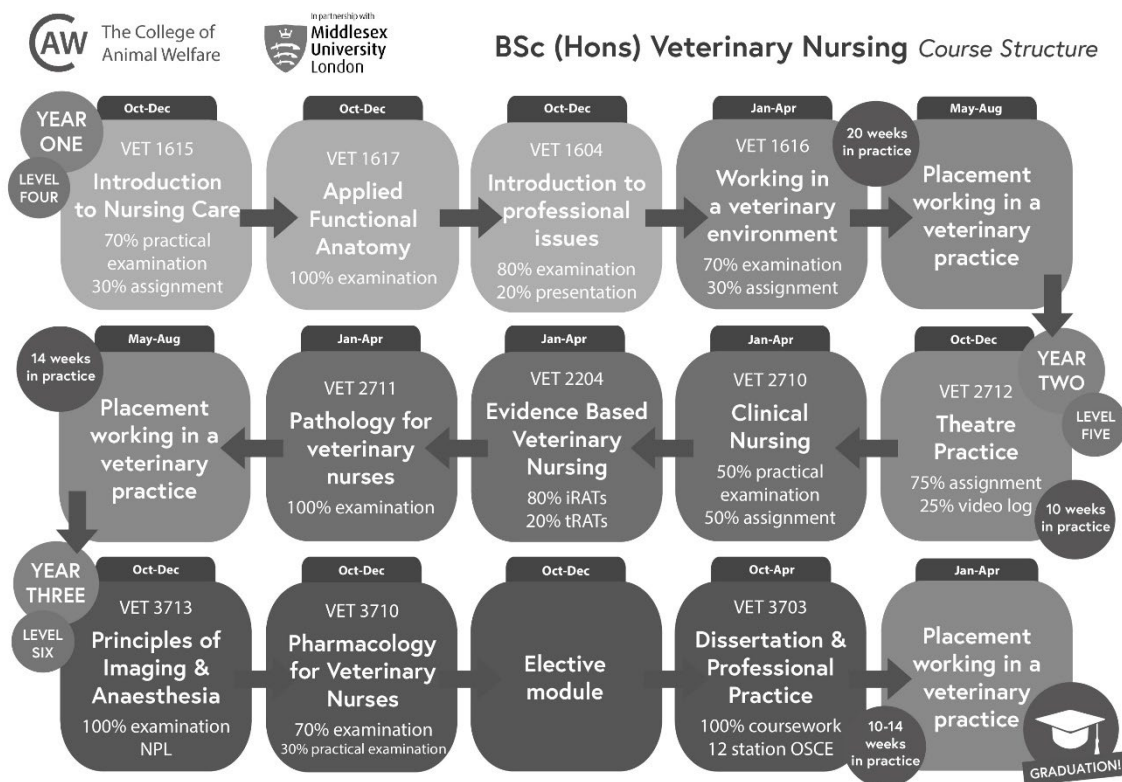 CAW
The College of
Animal Welfare
In partnership with
Middlesex
University
London
BSc (Hons) Veterinary Nursing Course Structure
YEAR
ONE
LEVEL
FOUR
Oct-Dec
VET 1615
Introduction
to Nursing Care
70% practical
examination
30% assignment
Oct-Dec
VET 1617
Applied
Functional
Anatomy
100% examination
Oct-Dec
VET 1604
Introduction to
professional
issues
80% examination
20% presentation
Jan-Apr
VET 1616
Working in
a veterinary
environment
70% examination
30% assignment
20 weeks
in practice
May-Aug
Placement
working in a
veterinary
practice
YEAR
TWO
LEVEL
FIVE
Oct-Dec
VET 2712
Theatre
Practice
75% assignment
25% video log
10 weeks
in practice
Jan-Apr
VET 2710
Clinical
Nursing
50% practical
examination
50% assignment
Jan-Apr
VET 2204
Evidence Based
Veterinary
Nursing
80% iRATs
20% tRATs
Jan-Apr
VET 2711
Pathology for
veterinary
nurses
100% examination
14 weeks
in practice
May-Aug
Placement
working in a
veterinary
practice
YEAR
THREE
LEVEL
SIX
Oct-Dec
VET 3713
Principles of
Imaging &
Anaesthesia
100% examination
NPL
Oct-Dec
VET 3710
Pharmacology
for Veterinary
Nurses
70% examination
30% practical examination
Oct-Dec
Elective
module
Oct-Apr
VET 3703
Dissertation &
Professional
Practice
100% coursework
12 station OSCE
10-14
weeks
in practice
Jan-Apr
Placement
working in a
veterinary
practice
GRADUATION!